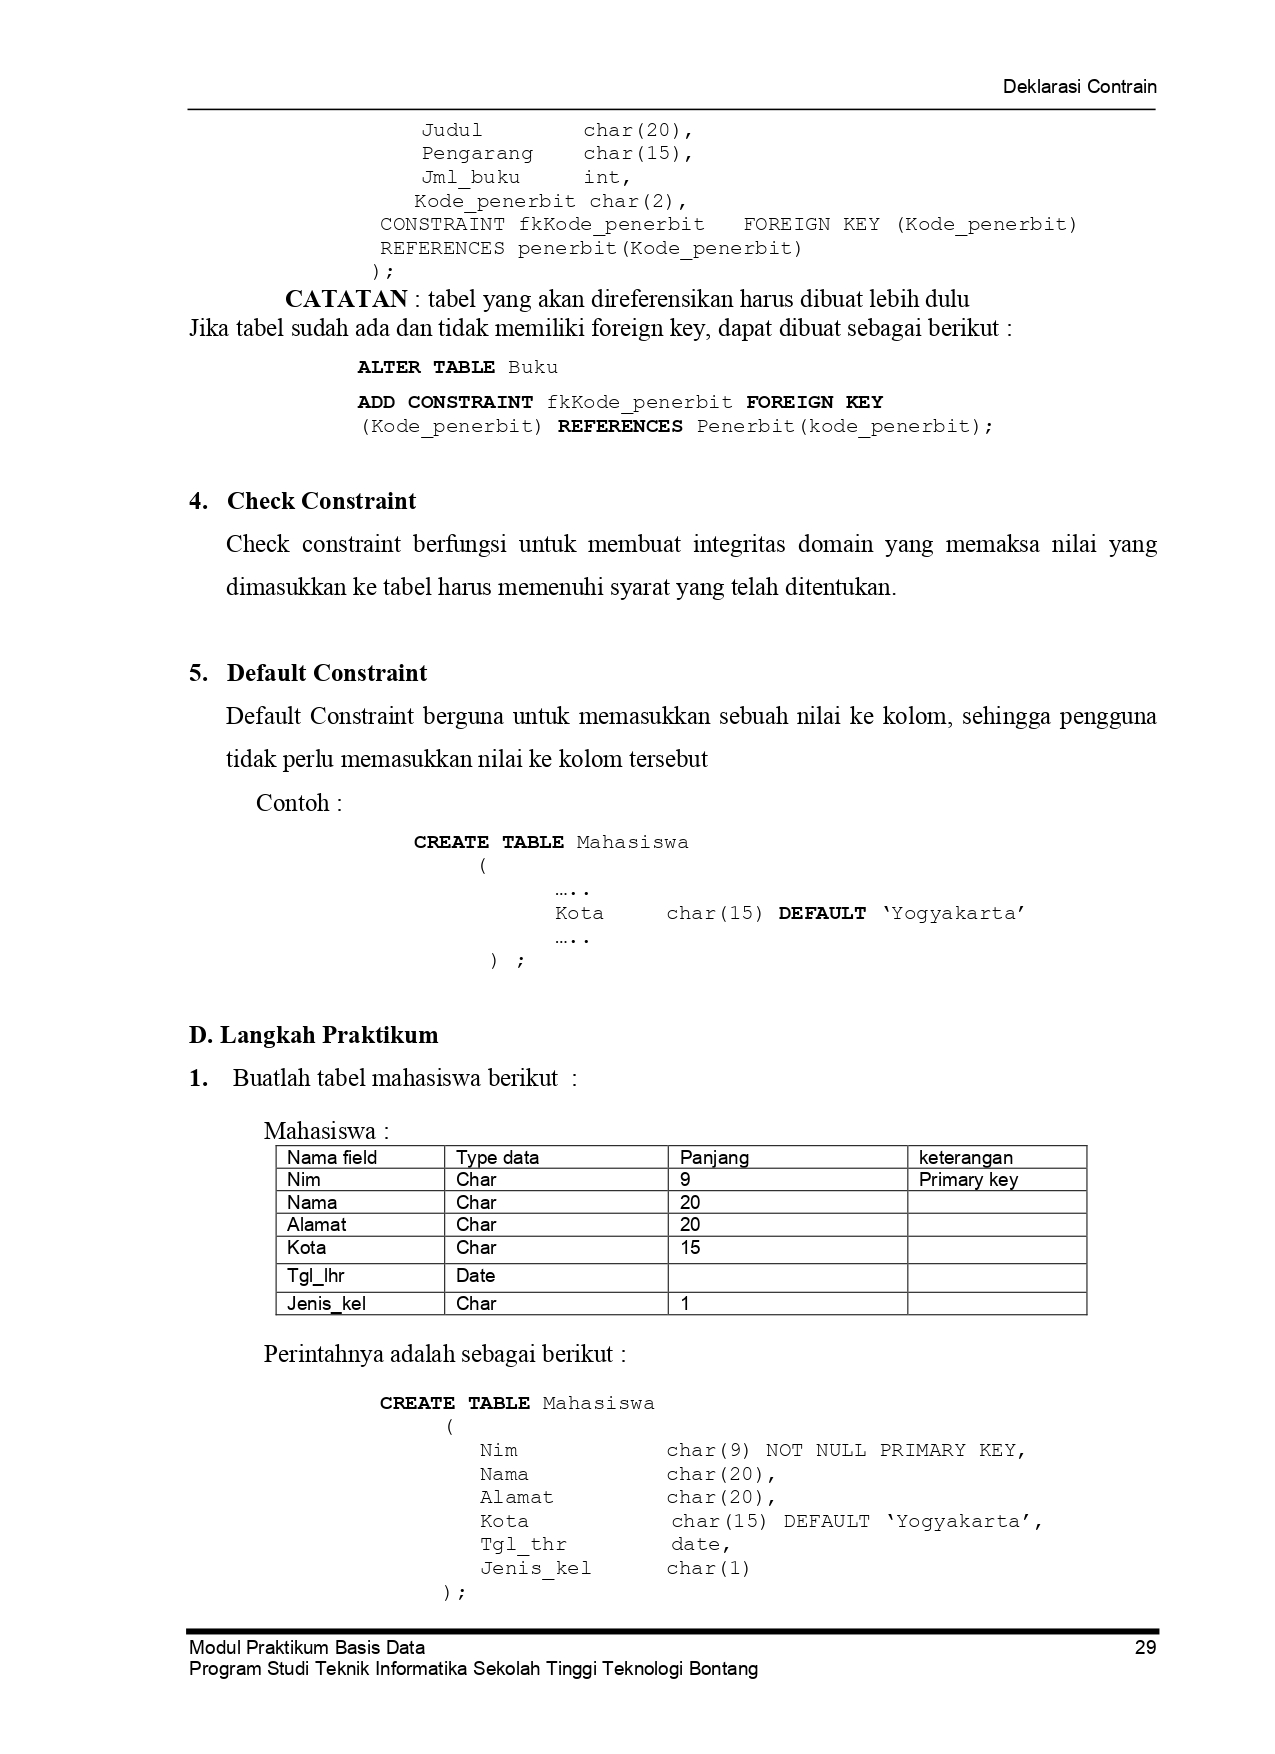 Deklarasi Contrain
Judul char(20),
Pengarang char(15),
Jml_buku int,
Kode_penerbit char(2),
CONSTRAINT fkKode_penerbit FOREIGN KEY (Kode_penerbit)
REFERENCES penerbit(Kode_penerbit)
);
CATATAN : tabel yang akan direferensikan harus dibuat lebih dulu
Jika tabel sudah ada dan tidak memiliki foreign key, dapat dibuat sebagai berikut :
ALTER TABLE Buku
ADD CONSTRAINT fkKode_penerbit FOREIGN KEY
(Kode_penerbit) REFERENCES Penerbit(kode_penerbit);
4. Check Constraint
Check constraint berfungsi untuk membuat integritas domain yang memaksa nilai yang
dimasukkan ke tabel harus memenuhi syarat yang telah ditentukan.
5. Default Constraint
Default Constraint berguna untuk memasukkan sebuah nilai ke kolom, sehingga pengguna
tidak perlu memasukkan nilai ke kolom tersebut
Contoh :
CREATE TABLE Mahasiswa
(
…..
Kota char(15) DEFAULT ‘Yogyakarta’
…..
) ;
D. Langkah Praktikum
1. Buatlah tabel mahasiswa berikut :
Mahasiswa :
Nama field Type data Panjang keterangan
Nim Char 9 Primary key
Nama Char 20
Alamat Char 20
Kota Char 15
Tgl_lhr Date
Jenis_kel Char 1
Perintahnya adalah sebagai berikut :
CREATE TABLE Mahasiswa
(
Nim char(9) NOT NULL PRIMARY KEY,
Nama char(20),
Alamat char(20),
Kota char(15) DEFAULT ‘Yogyakarta’,
Tgl_thr date,
Jenis_kel char(1)
);
Modul Praktikum Basis Data 29
Program Studi Teknik Informatika Sekolah Tinggi Teknologi Bontang